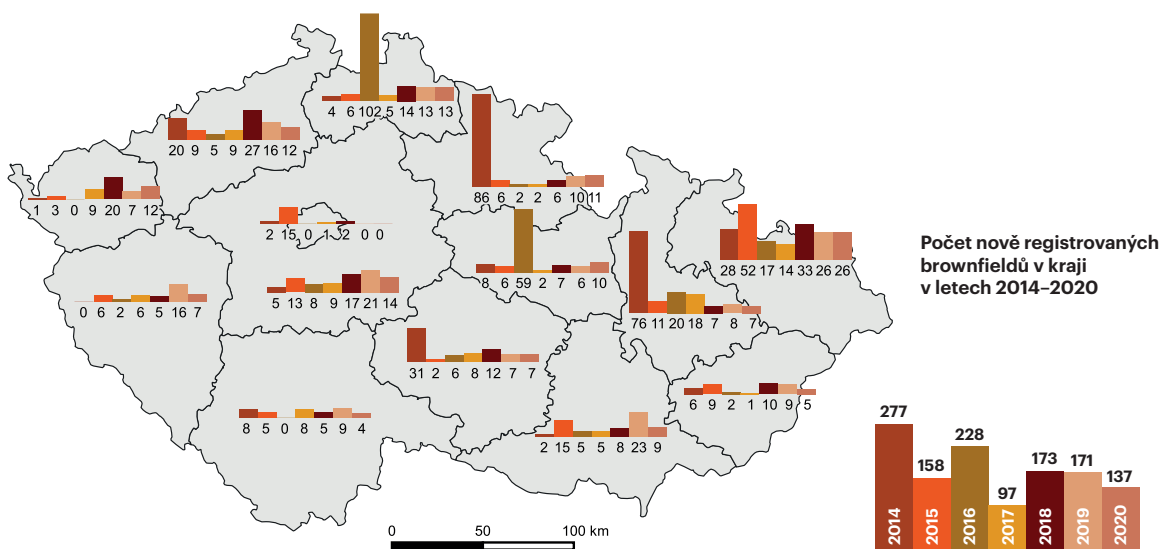 4 6 102 5 14 13 13
20 9 5 9 27 16 12
86 6 2 2 6 10 11
1 3 0 9 20 7 12
2 15 0 1 2 0 0
28 52 17 14 33 26 26
Počet nově registrovaných
brownfieldů v kraji
v letech 2014–2020
8 6 59 2 7 6 10
5 13 8 9 17 21 14
0 6 2 6 5 16 7
76 11 20 18 7 8 7
31 2 6 8 12 7 7
6 9 2 1 10 9 5
8 5 0 8 5 9 4
2 15 5 5 8 23 9
277 158 228 97 173 171 137
2014 2015 2016 2017 2018 2019 2020
0 50 100 km